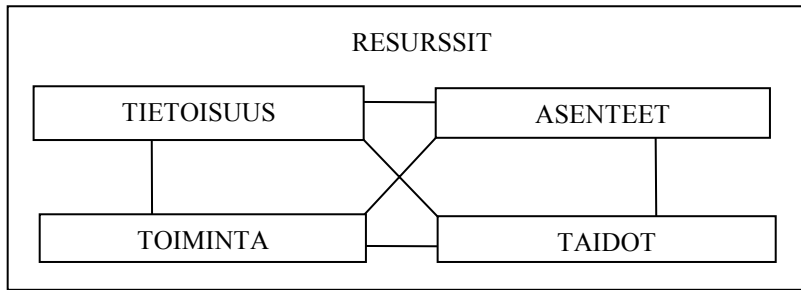 RESURSSIT
TIETOISUUS
ASENTEET
TOIMINTA
TAIDOT